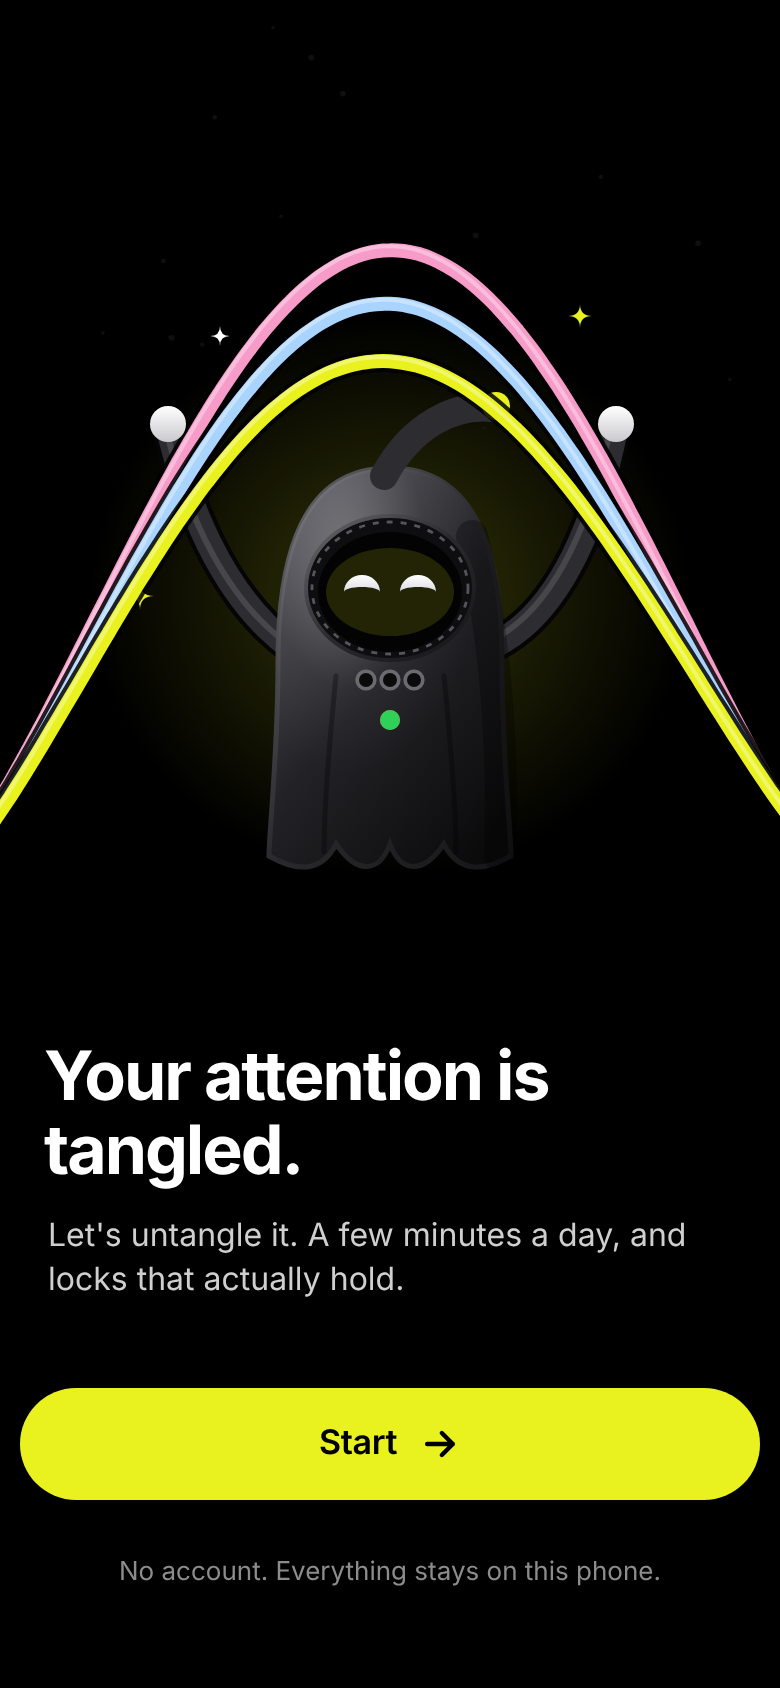 Your attention is
tangled.
Let's untangle it. A few minutes a day, and
locks that actually hold.
Start
No account. Everything stays on this phone.